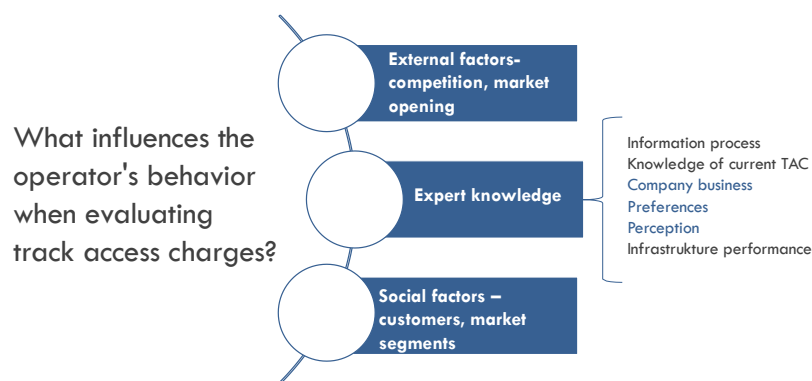 What influences the
operator's behavior
when evaluating
track access charges?
External factors-
competition, market
opening
Expert knowledge
Social factors –
customers, market
segments
Information process
Knowledge of current TAC
Company business
Preferences
Perception
Infrastrukture performance